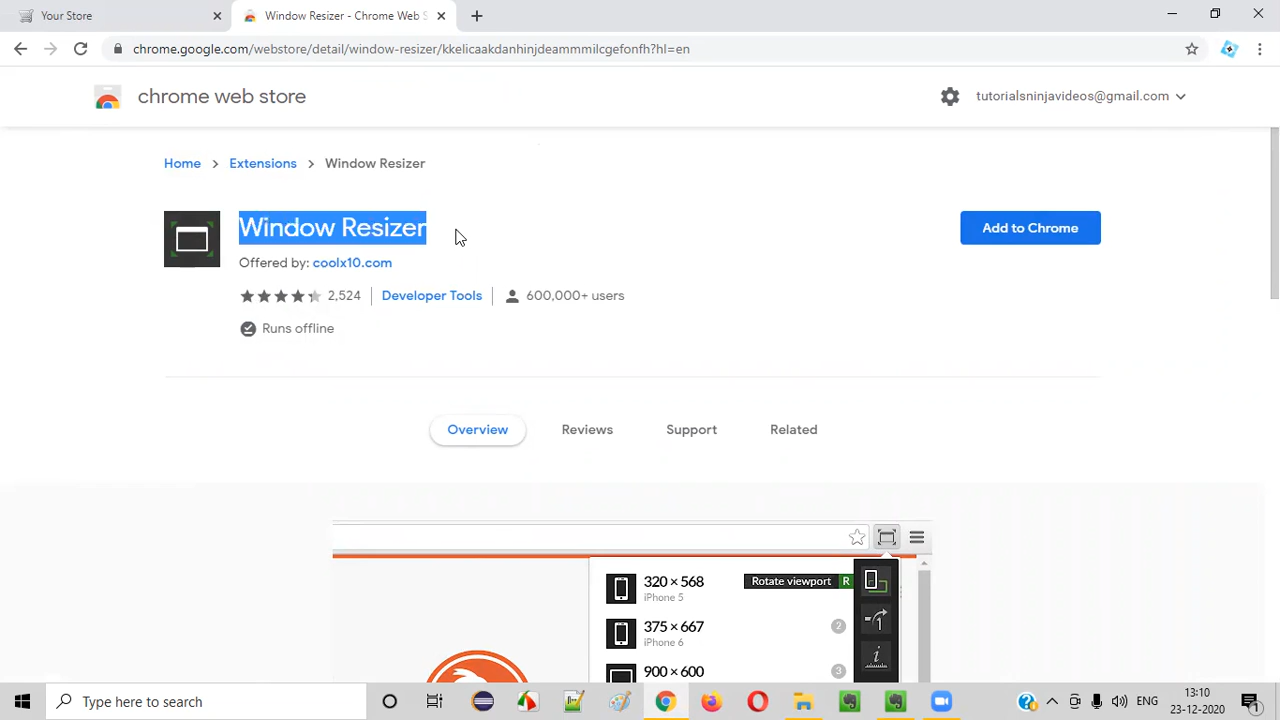 Your Store
Window Resizer - Chrome Web S
chrome.google.com/webstore/detail/window-resizer/kkelicaakdanhinjdeammmilcgefonfh?hl=en
chrome web store
tutorialsninjavideos@gmail.com
Home > Extensions > Window Resizer
Window Resizer
Add to Chrome
Offered by: coolx10.com
2,524 Developer Tools 600,000+ users
Runs offline
Overview Reviews Support Related
320 × 568 Rotate viewport R
iPhone 5
375 × 667 2
iPhone 6
900 × 600 3
Type here to search
ENG 13:10
23-12-2020 1